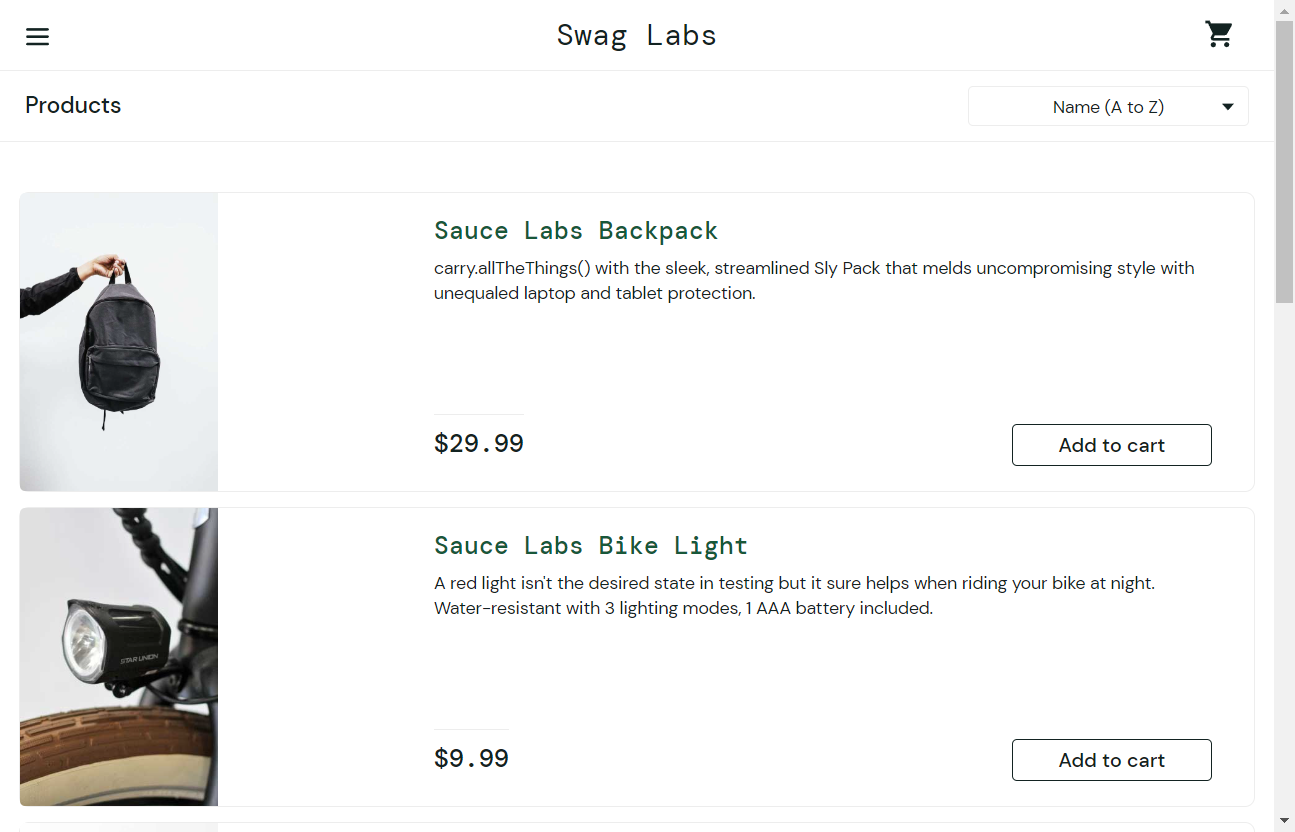 Swag Labs
Products
Name (A to Z)
Sauce Labs Backpack
carry.allTheThings() with the sleek, streamlined Sly Pack that melds uncompromising style with
unequaled laptop and tablet protection.
$29.99
Add to cart
Sauce Labs Bike Light
A red light isn't the desired state in testing but it sure helps when riding your bike at night.
Water-resistant with 3 lighting modes, 1 AAA battery included.
STAR UNION
$9.99
Add to cart